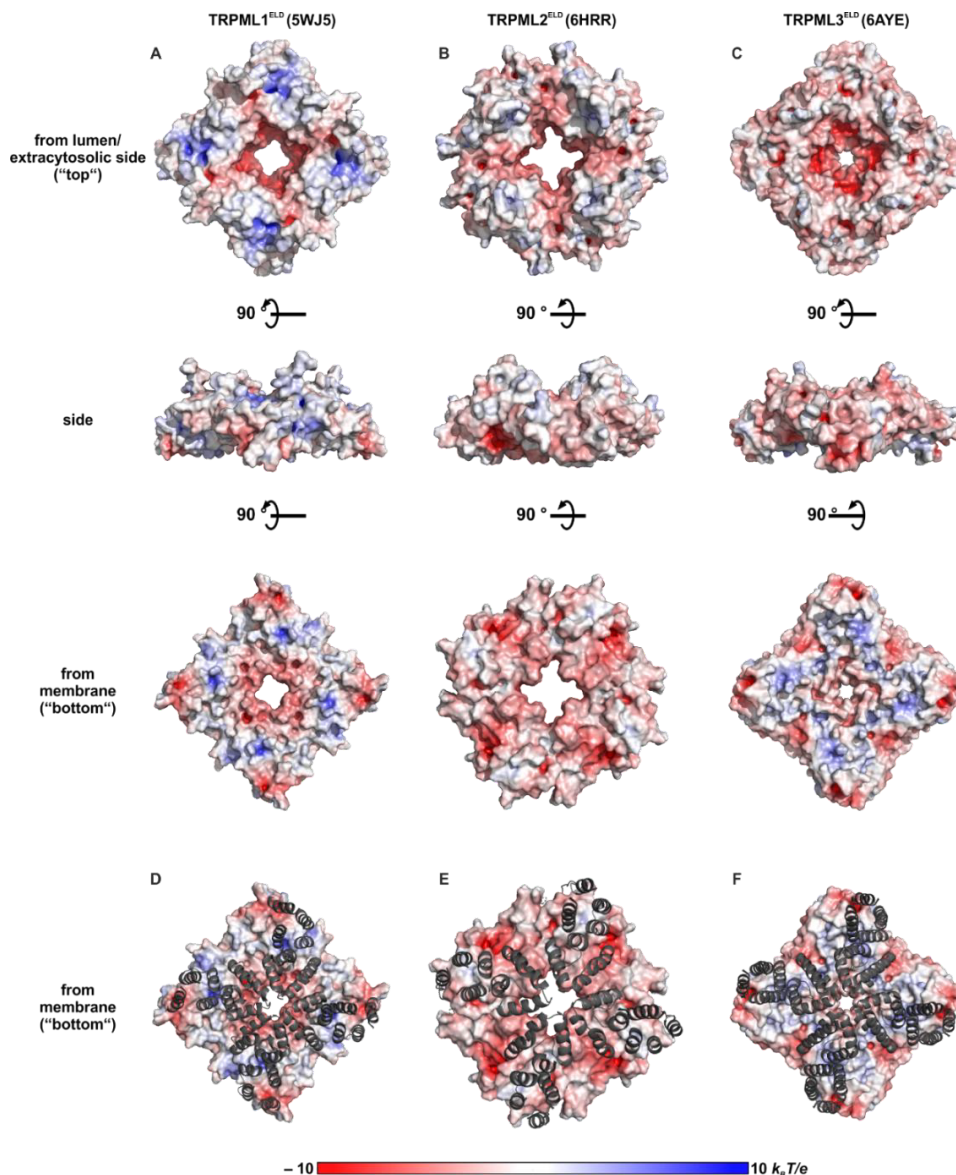 TRPML1ᴱᴸᴰ (5WJ5) TRPML2ᴱᴸᴰ (6HRR) TRPML3ᴱᴸᴰ (6AYE)
A B C
from lumen/
extracytosolic side
("top“)
90 ° 90 ° 90 °
side
90 ° 90 ° 90 °
from
membrane
("bottom“)
D E F
from
membrane
("bottom“)
– 10 10 kBT/e